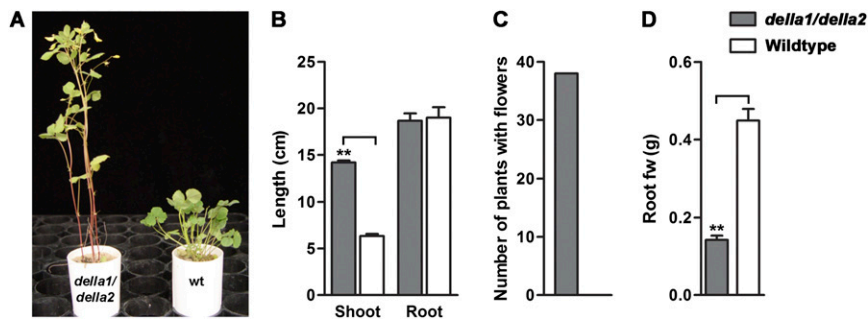 A
della1/
della2
wt
B
Length (cm)
25
20
15
10
5
0
**
Shoot
Root
C
Number of plants with flowers
40
30
20
10
0
D
della1/della2
Wildtype
Root fw (g)
0.6
0.4
0.2
0.0
**